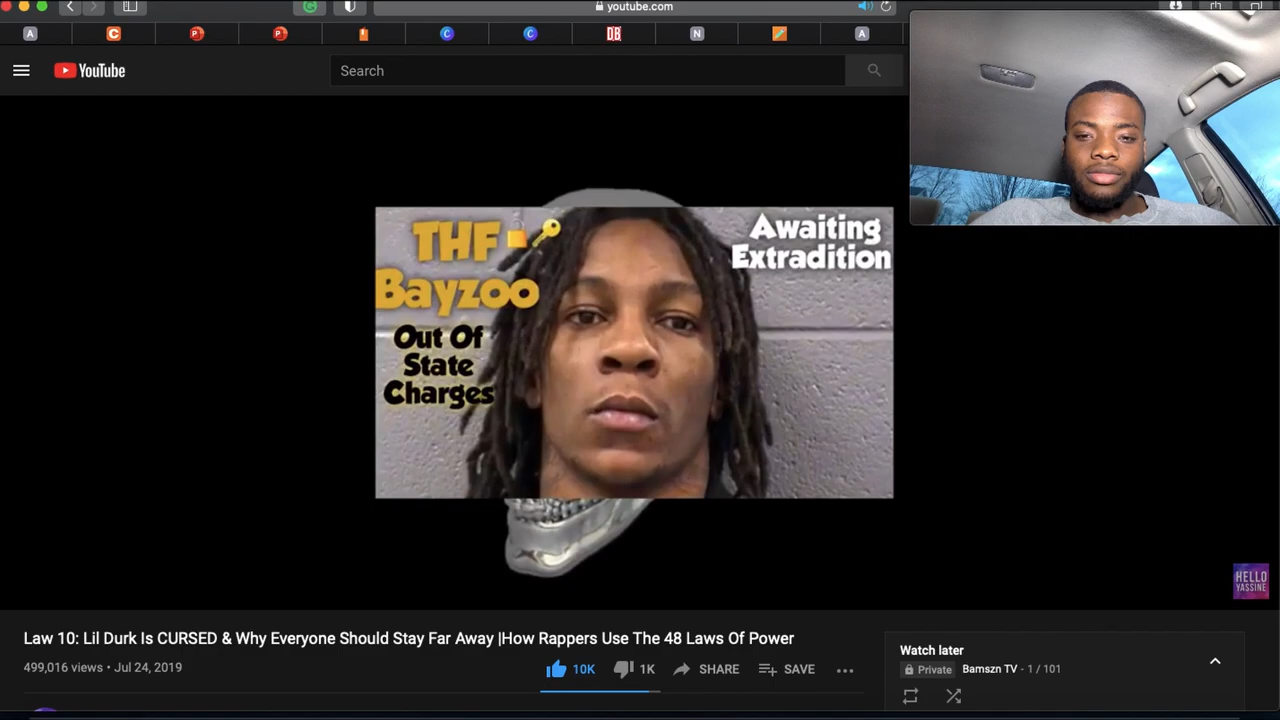 youtube.com
A
C
P
P
C
C
DB
N
A
YouTube
Search
THF
Bayzoo
Out Of
State
Charges
Awaiting
Extradition
HELLO
YASSINE
Law 10: Lil Durk Is CURSED & Why Everyone Should Stay Far Away |How Rappers Use The 48 Laws Of Power
499,016 views • Jul 24, 2019
10K
1K
SHARE
SAVE
Watch later
Private
Bamszn TV - 1 / 101